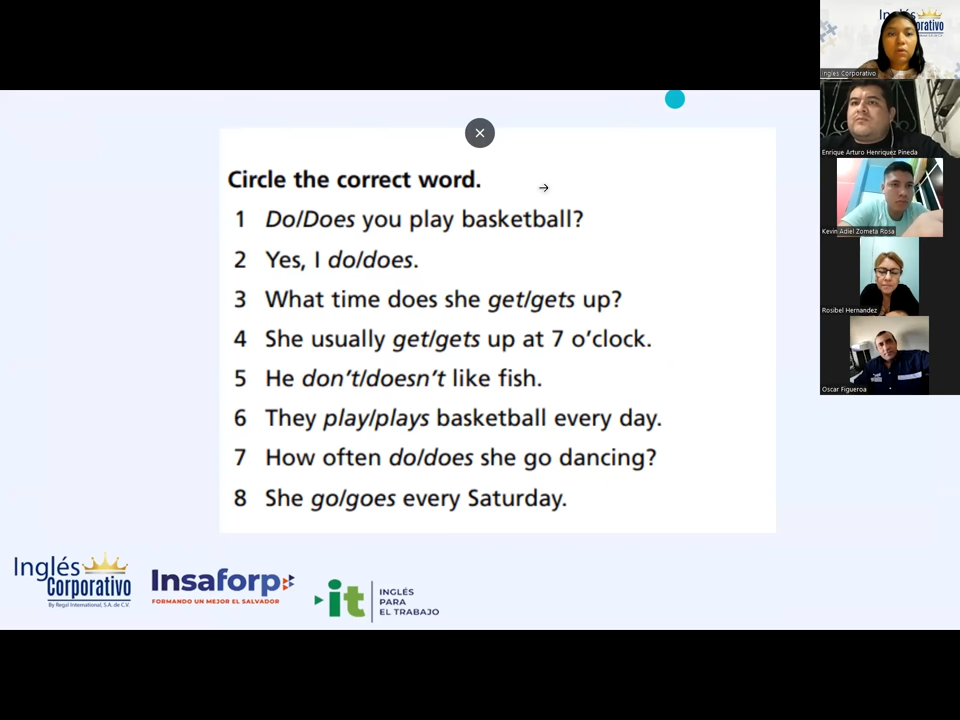 Circle the correct word.
1 Do/Does you play basketball?
2 Yes, I do/does.
3 What time does she get/gets up?
4 She usually get/gets up at 7 o'clock.
5 He don't/doesn't like fish.
6 They play/plays basketball every day.
7 How often do/does she go dancing?
8 She go/goes every Saturday.
Inglés
Corporativo
By Regal International, S.A. de C.V.
Insaforp
FORMANDO UN MEJOR EL SALVADOR
it
INGLÉS
PARA
EL TRABAJO
Inglés Corporativo
Enrique Arturo Henriquez Pineda
Kevin Adiel Zometa Rosa
Rosibel Hernandez
Oscar Figueroa